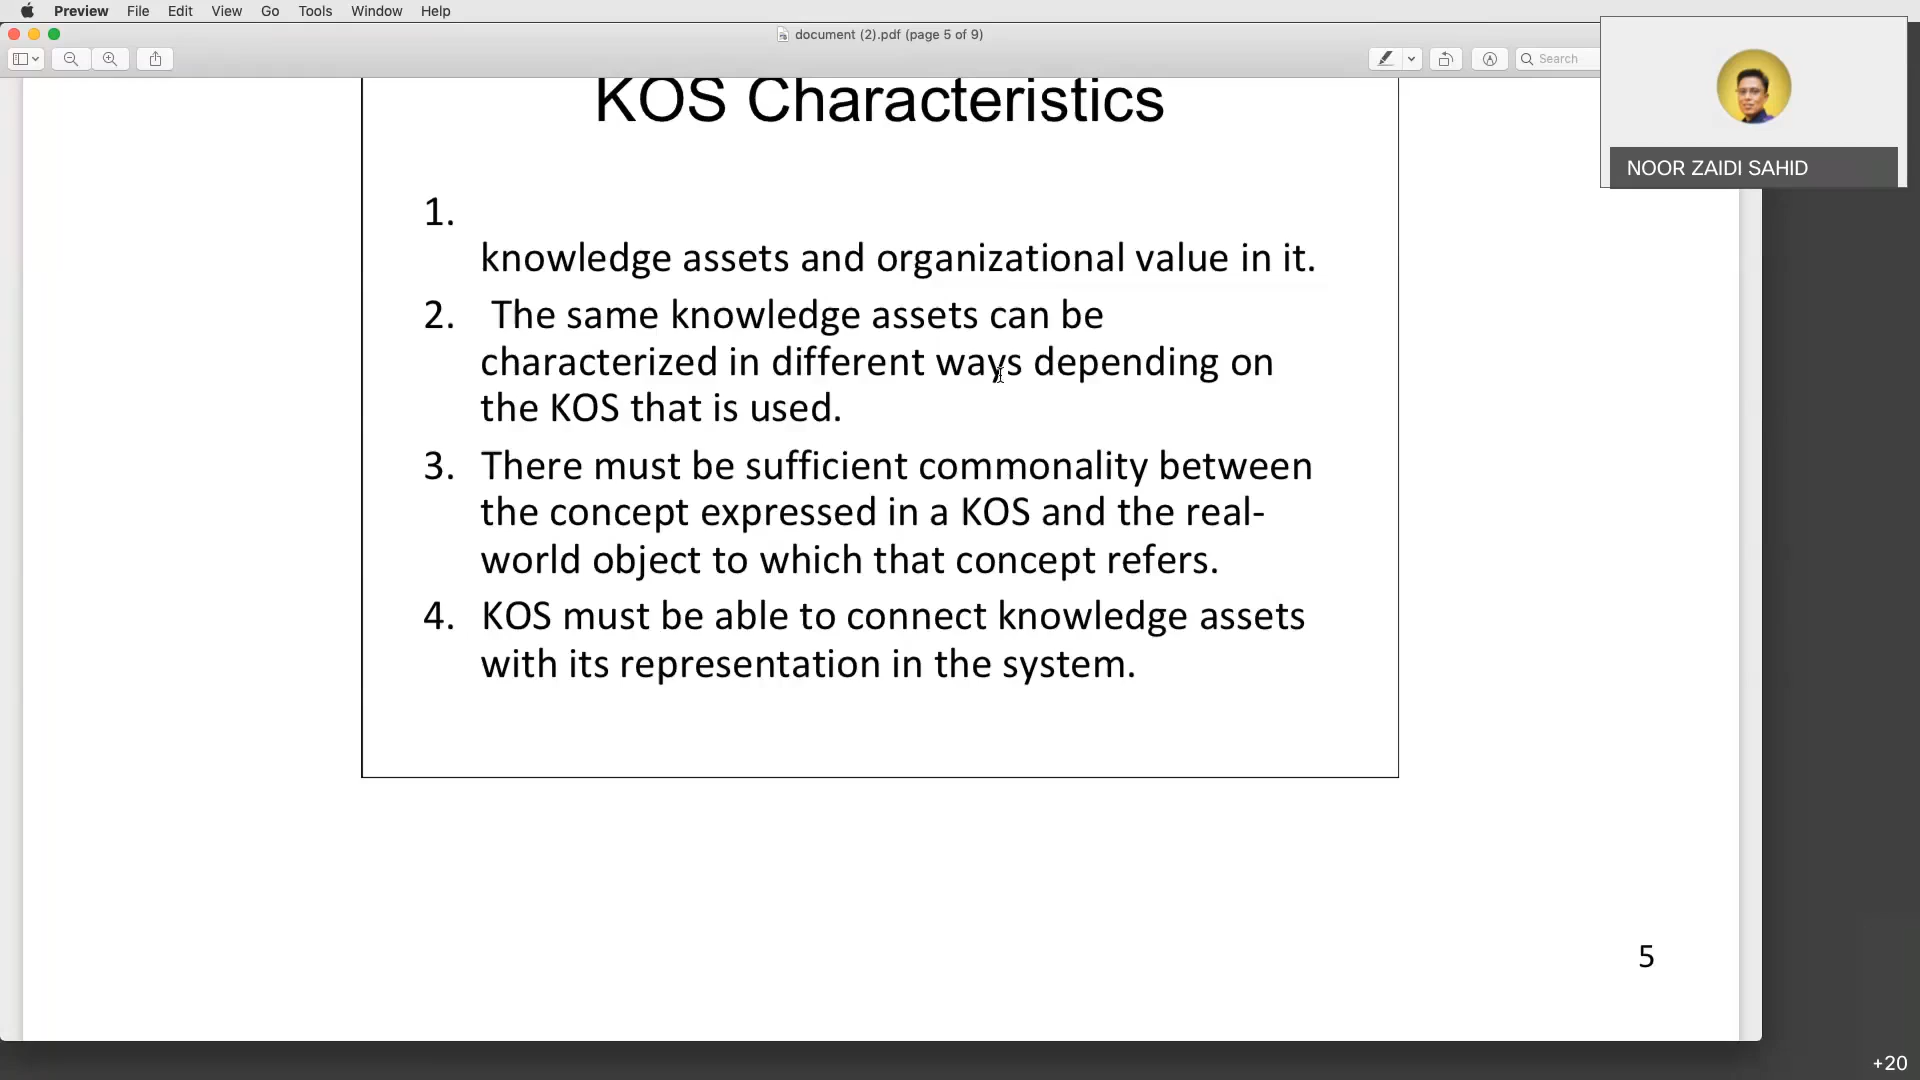 Preview File Edit View Go Tools Window Help
document (2).pdf (page 5 of 9)
Search
NOOR ZAIDI SAHID
KOS Characteristics
1.
knowledge assets and organizational value in it.
2. The same knowledge assets can be
characterized in different ways depending on
the KOS that is used.
3. There must be sufficient commonality between
the concept expressed in a KOS and the real-
world object to which that concept refers.
4. KOS must be able to connect knowledge assets
with its representation in the system.
5
+20